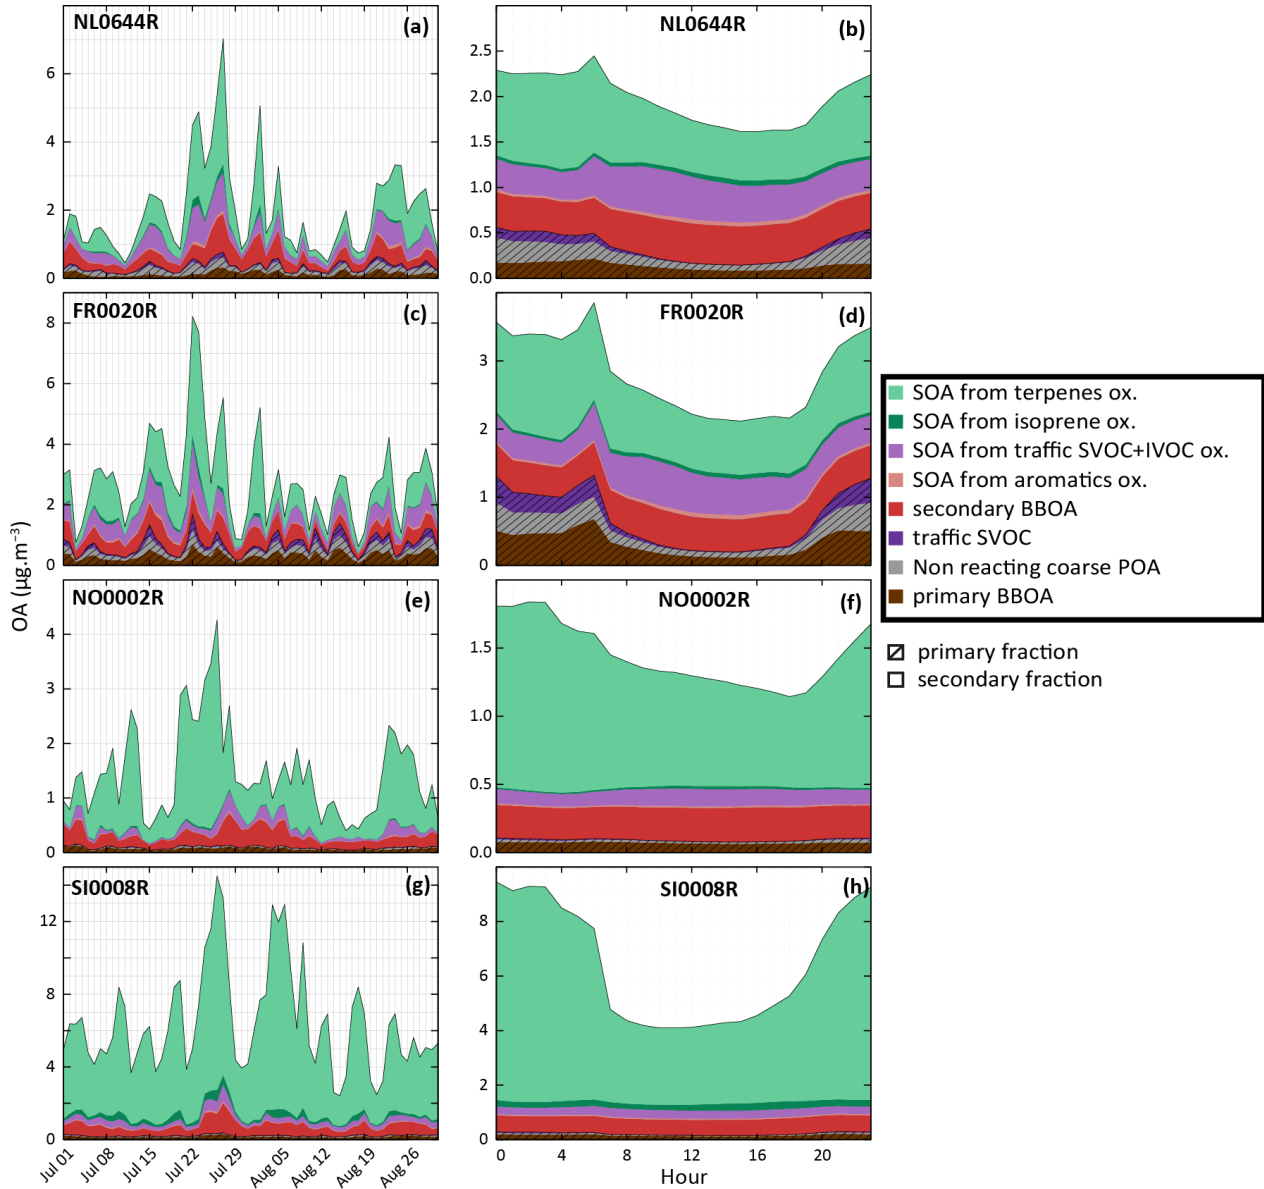 NL0644R
(a)
6
4
2
0
NL0644R
(b)
2.5
2.0
1.5
1.0
0.5
0.0
FR0020R
(c)
8
6
4
2
0
FR0020R
(d)
3
2
1
0
SOA from terpenes ox.
SOA from isoprene ox.
SOA from traffic SVOC+IVOC ox.
SOA from aromatics ox.
secondary BBOA
traffic SVOC
Non reacting coarse POA
primary BBOA
primary fraction
secondary fraction
OA (µg.m⁻³)
NO0002R
(e)
4
3
2
1
0
NO0002R
(f)
1.5
1.0
0.5
0.0
SI0008R
(g)
12
8
4
0
Jul 01
Jul 08
Jul 15
Jul 22
Jul 29
Aug 05
Aug 12
Aug 19
Aug 26
SI0008R
(h)
8
6
4
2
0
0 4 8 12 16 20
Hour